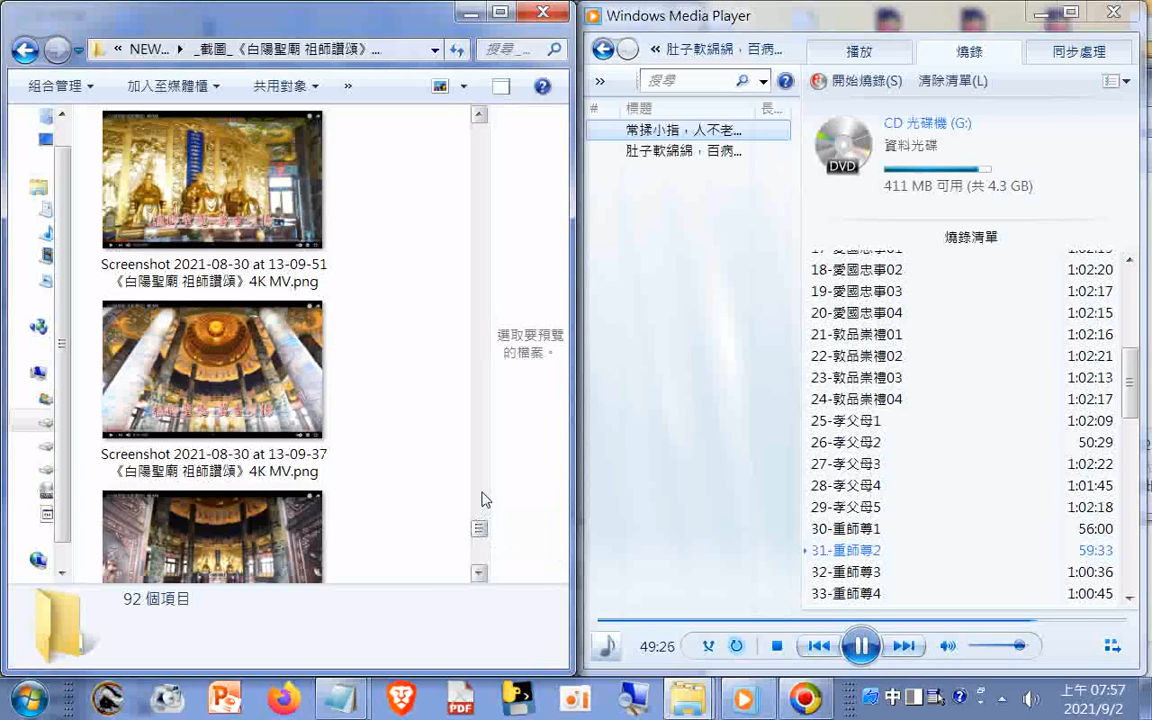 « NEW... ▸ _截圖_《白陽聖廟 祖師讚頌》...
搜尋_...
組合管理
加入至媒體櫃
共用對象
»
Screenshot 2021-08-30 at 13-09-51
《白陽聖廟 祖師讚頌》4K MV.png
選取要預覽
的檔案。
Screenshot 2021-08-30 at 13-09-37
《白陽聖廟 祖師讚頌》4K MV.png
92 個項目
Windows Media Player
« 肚子軟綿綿，百病...
播放
燒錄
同步處理
»
搜尋
開始燒錄(S)
清除清單(L)
#
標題
長...
常揉小指，人不老...
肚子軟綿綿，百病...
CD 光碟機 (G:)
資料光碟
DVD
411 MB 可用 (共 4.3 GB)
燒錄清單
18-愛國忠事02 1:02:20
19-愛國忠事03 1:02:17
20-愛國忠事04 1:02:15
21-敦品崇禮01 1:02:16
22-敦品崇禮02 1:02:21
23-敦品崇禮03 1:02:13
24-敦品崇禮04 1:02:17
25-孝父母1 1:02:09
26-孝父母2 50:29
27-孝父母3 1:02:22
28-孝父母4 1:01:45
29-孝父母5 1:02:18
30-重師尊1 56:00
31-重師尊2 59:33
32-重師尊3 1:00:36
33-重師尊4 1:00:45
49:26
PDF
中
上午 07:57
2021/9/2